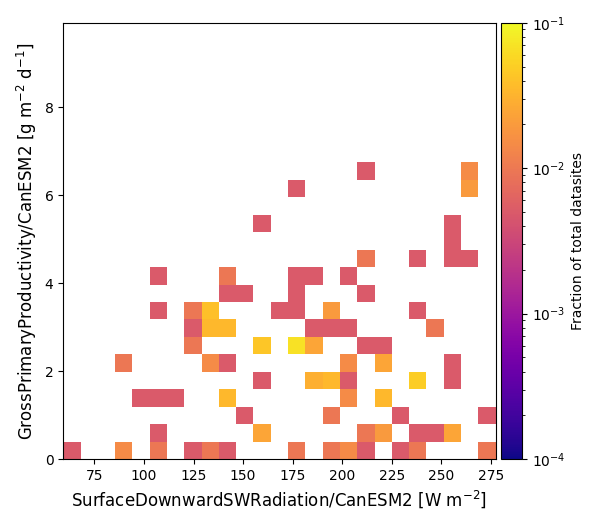 GrossPrimaryProductivity/CanESM2 [g m⁻² d⁻¹]
8
6
4
2
0
75 100 125 150 175 200 225 250 275
SurfaceDownwardSWRadiation/CanESM2 [W m⁻²]
10⁻¹
10⁻²
10⁻³
10⁻⁴
Fraction of total datasites